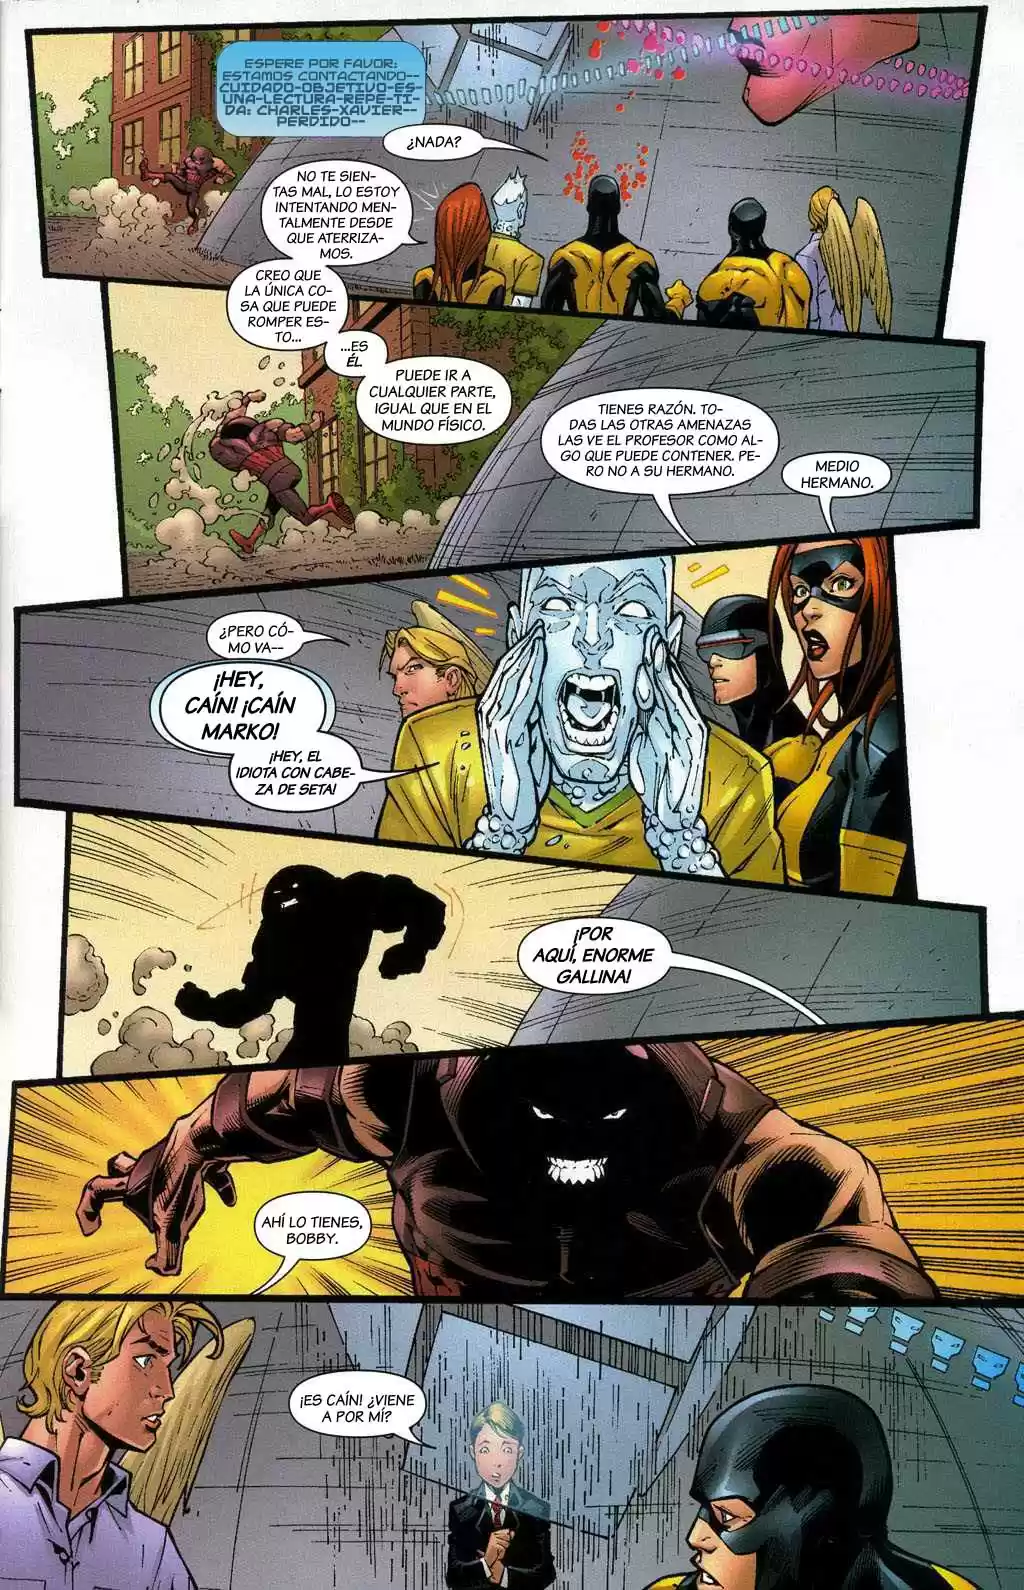 ESPERE POR FAVOR:
ESTAMOS CONTACTANDO--
CUIDADO-OBJETIVO-ES-
UNA-LECTURA-REPE-TI-
DA: CHARLES-XAVIER--
PERDIDO--
¿NADA?
NO TE SIEN-
TAS MAL, LO ESTOY
INTENTANDO MEN-
TALMENTE DESDE
QUE ATERRIZA-
MOS.
CREO QUE
LA ÚNICA CO-
SA QUE PUEDE
ROMPER ES-
TO...
...ES
ÉL.
PUEDE IR A
CUALQUIER PARTE,
IGUAL QUE EN EL
MUNDO FÍSICO.
TIENES RAZÓN. TO-
DAS LAS OTRAS AMENAZAS
LAS VE EL PROFESOR COMO AL-
GO QUE PUEDE CONTENER. PE-
RO NO A SU HERMANO.
MEDIO
HERMANO.
¿PERO CÓ-
MO VA--
¡HEY,
CAÍN! ¡CAÍN
MARKO!
¡HEY, EL
IDIOTA CON CABE-
ZA DE SETA!
¡POR
AQUÍ, ENORME
GALLINA!
AHÍ LO TIENES,
BOBBY.
¡ES CAÍN! ¿VIENE
A POR MÍ?